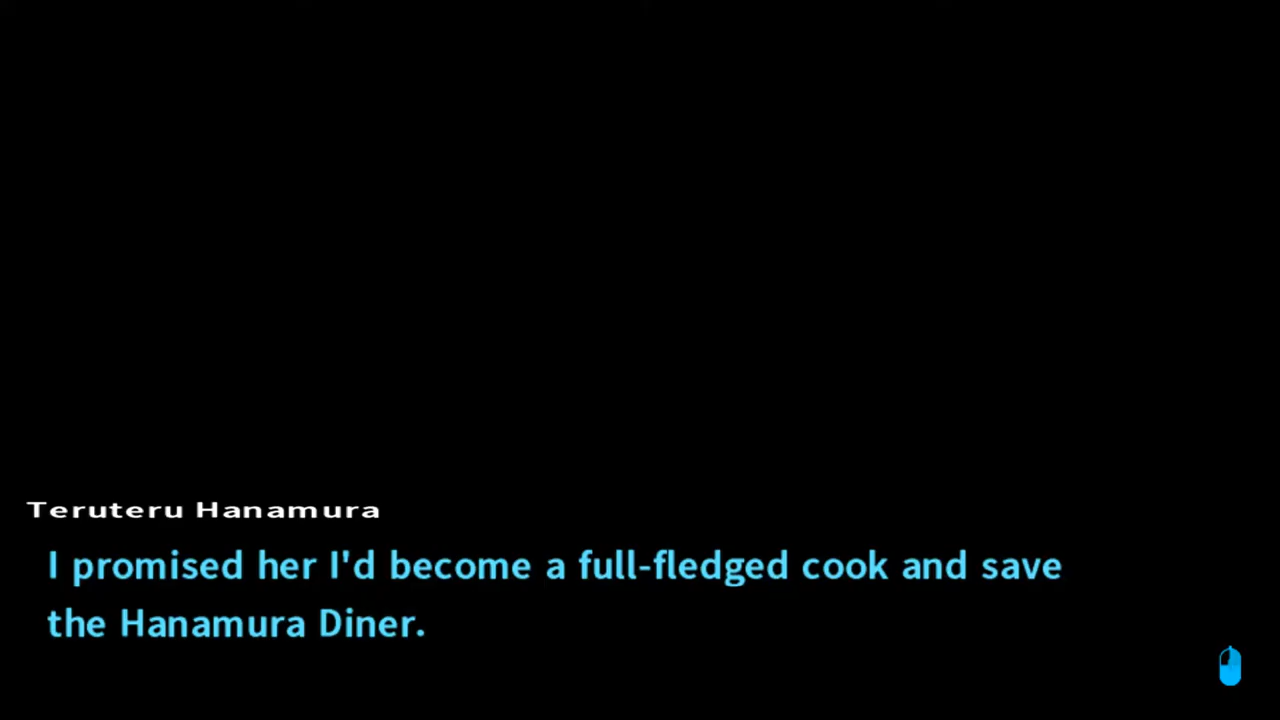 Teruteru Hanamura
I promised her I'd become a full-fledged cook and save
the Hanamura Diner.